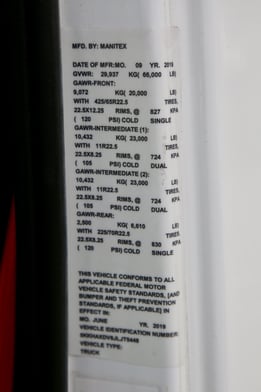 MFD. BY: MANITEX
DATE OF MFR:MO. 09 YR. 2019
GVWR: 29,937 KG( 66,000 LB)
GAWR-FRONT:
9,072 KG( 20,000 LB)
WITH 425/65R22.5 TIRES,
22.5X12.25 RIMS, @ 827 KPA
( 120 PSI) COLD SINGLE
GAWR-INTERMEDIATE (1):
10,432 KG( 23,000 LB)
WITH 11R22.5 TIRES,
22.5X8.25 RIMS, @ 724 KPA
( 105 PSI) COLD DUAL
GAWR-INTERMEDIATE (2):
10,432 KG( 23,000 LB)
WITH 11R22.5 TIRES,
22.5X8.25 RIMS, @ 724 KPA
( 105 PSI) COLD DUAL
GAWR-REAR:
KG( LB)
WITH 225/70R22.5 TIRES,
RIMS, @ 830 KPA
( 120 PSI) COLD SINGLE
THIS VEHICLE CONFORMS TO ALL
APPLICABLE FEDERAL MOTOR
VEHICLE SAFETY STANDARDS, [AND
BUMPER AND THEFT PREVENTION
STANDARDS, IF APPLICABLE] IN
EFFECT IN:
MO. JUNE YR. 2019
VEHICLE IDENTIFICATION NUMBER:
VEHICLE TYPE:
TRUCK